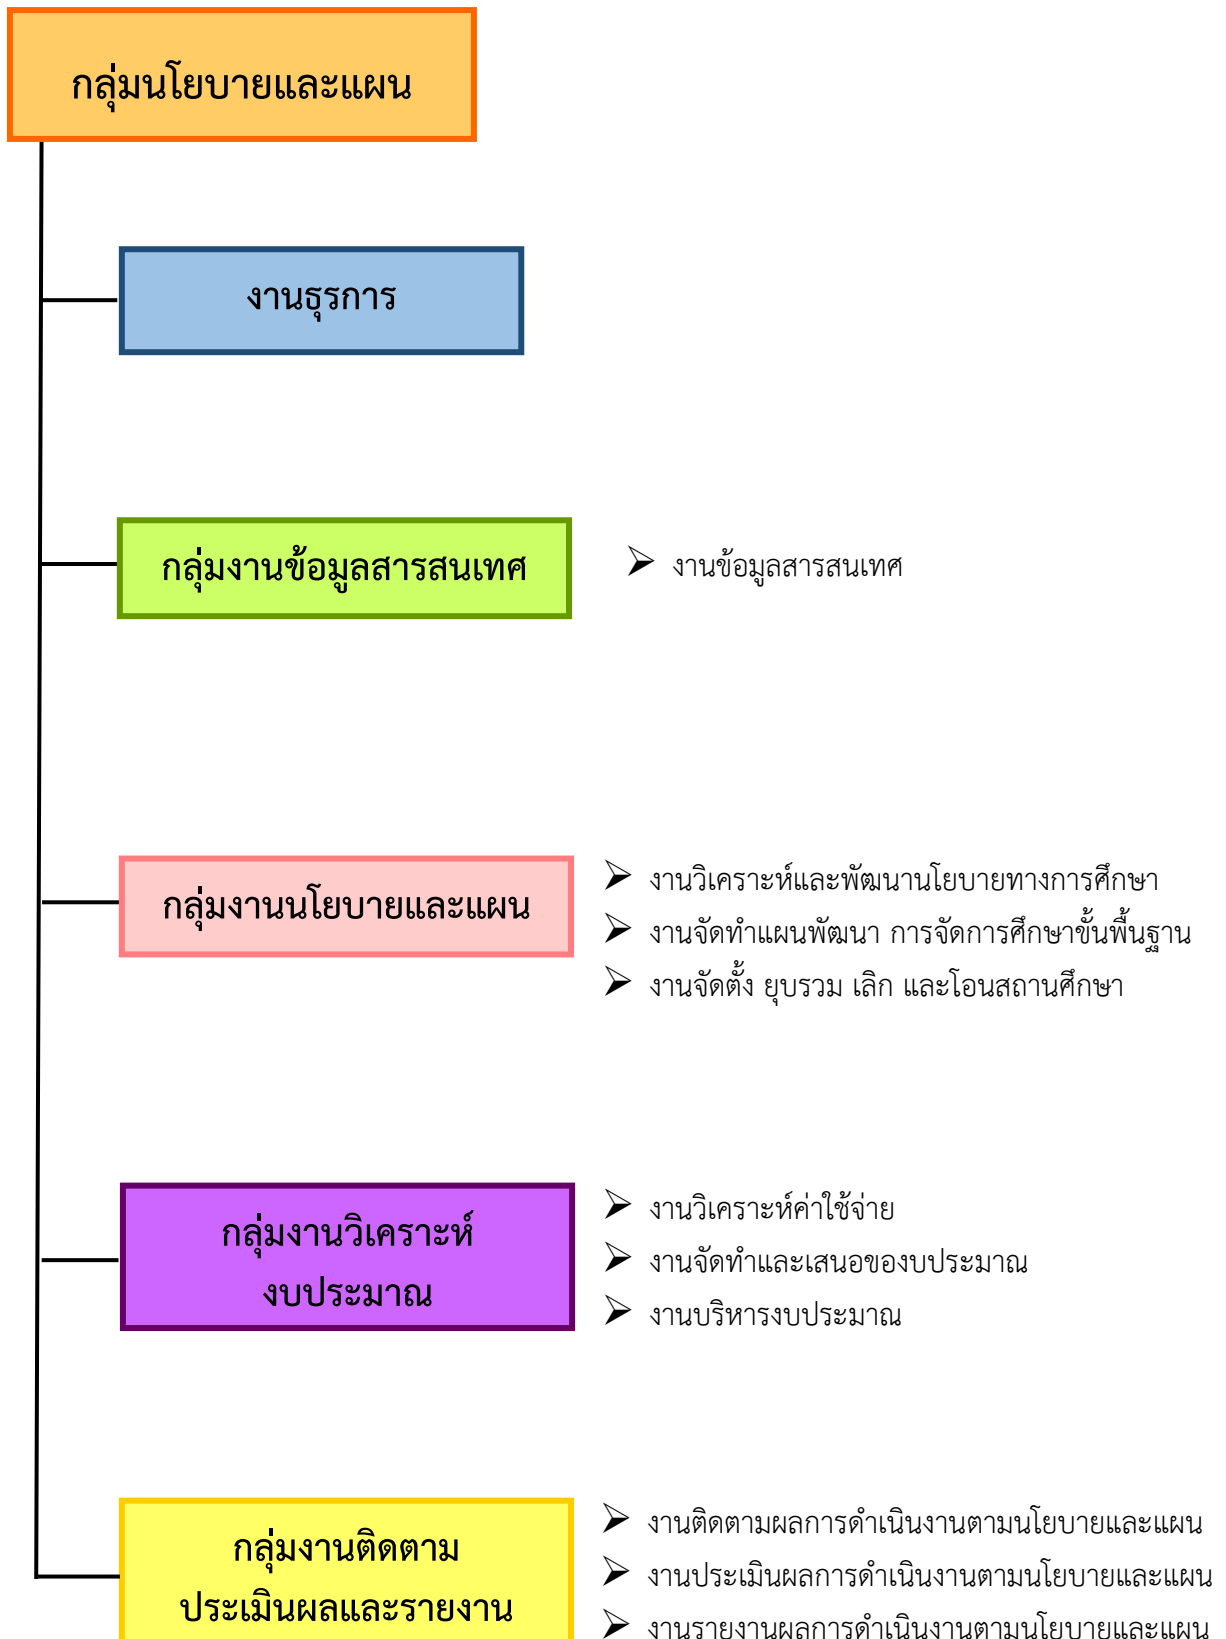 กลุ่มนโยบายและแผน
งานธุรการ
กลุ่มงานข้อมูลสารสนเทศ
➢ งานข้อมูลสารสนเทศ
กลุ่มงานนโยบายและแผน
➢ งานวิเคราะห์และพัฒนานโยบายทางการศึกษา
➢ งานจัดทำแผนพัฒนา การจัดการศึกษาขั้นพื้นฐาน
➢ งานจัดตั้ง ยุบรวม เลิก และโอนสถานศึกษา
กลุ่มงานวิเคราะห์
งบประมาณ
➢ งานวิเคราะห์ค่าใช้จ่าย
➢ งานจัดทำและเสนอของบประมาณ
➢ งานบริหารงบประมาณ
กลุ่มงานติดตาม
ประเมินผลและรายงาน
➢ งานติดตามผลการดำเนินงานตามนโยบายและแผน
➢ งานประเมินผลการดำเนินงานตามนโยบายและแผน
➢ งานรายงานผลการดำเนินงานตามนโยบายและแผน